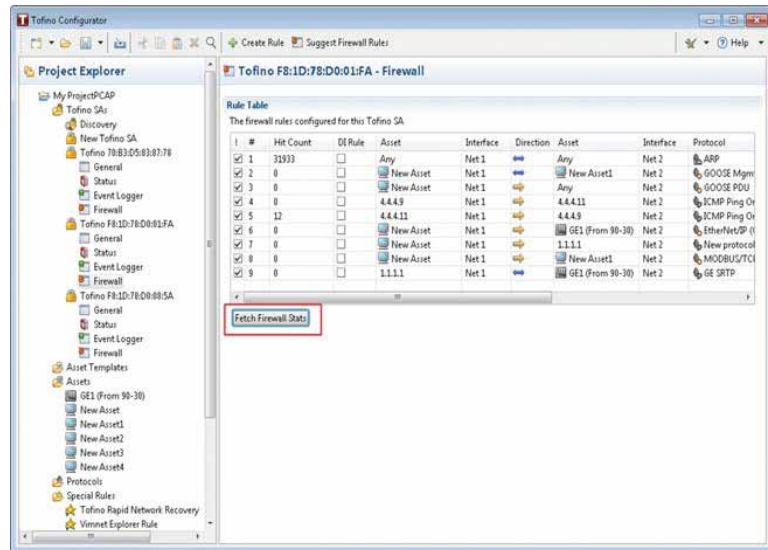 Tofino Configurator
Create Rule Suggest Firewall Rules Help
Project Explorer
My ProjectPCAP
Tofino SAs
Discovery
New Tofino SA
Tofino 70:B3:D5:83:87:78
General
Status
Event Logger
Firewall
Tofino F8:1D:78:D0:01:FA
General
Status
Event Logger
Firewall
Tofino F8:1D:78:D0:08:5A
General
Status
Event Logger
Firewall
Asset Templates
Assets
GE1 (From 90-30)
New Asset
New Asset1
New Asset2
New Asset3
New Asset4
Protocols
Special Rules
Tofino Rapid Network Recovery
Vimnet Explorer Rule
Tofino F8:1D:78:D0:01:FA - Firewall
Rule Table
The firewall rules configured for this Tofino SA
! # Hit Count DI Rule Asset Interface Direction Asset Interface Protocol
1 31933 Any Net 1 Any Net 2 ARP
2 0 New Asset Net 1 New Asset1 Net 2 GOOSE Mgm
3 0 New Asset Net 1 Any Net 2 GOOSE PDU
4 0 4.4.4.9 Net 1 4.4.4.11 Net 2 ICMP Ping On
5 12 4.4.4.11 Net 1 4.4.4.9 Net 2 ICMP Ping On
6 0 New Asset Net 1 GE1 (From 90-30) Net 2 EtherNet/IP (
7 0 New Asset Net 1 1.1.1.1 Net 2 New protocol
8 0 New Asset Net 1 New Asset1 Net 2 MODBUS/TCP
9 0 1.1.1.1 Net 1 GE1 (From 90-30) Net 2 GE SRTP
Fetch Firewall Stats